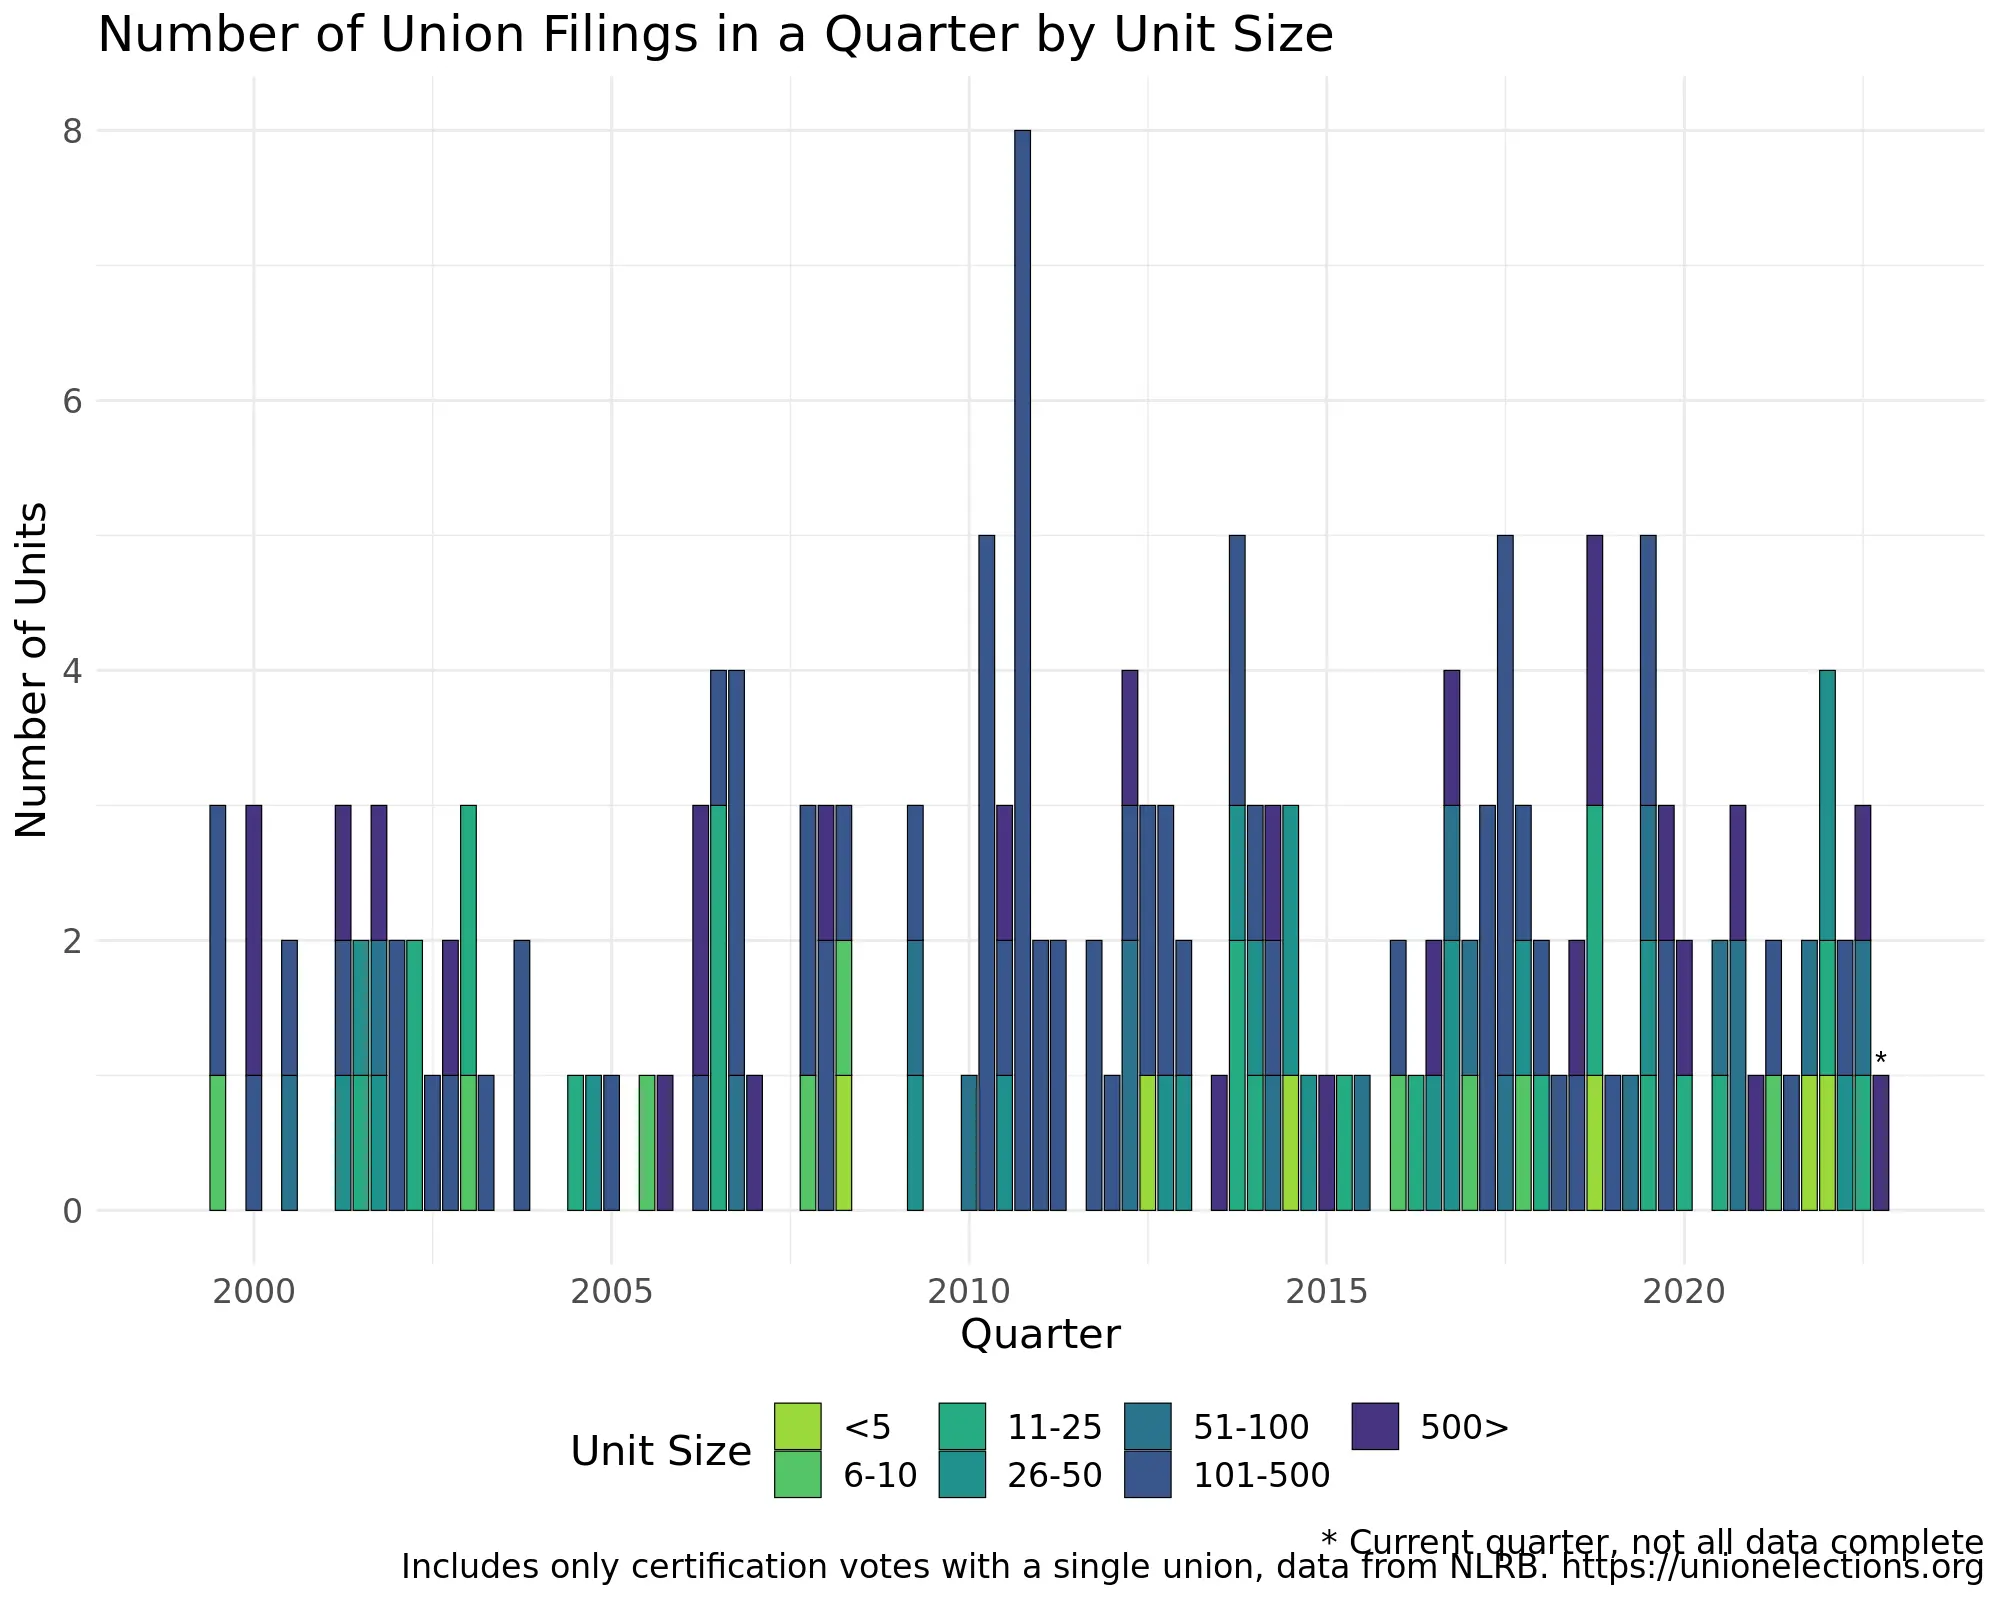 Number of Union Filings in a Quarter by Unit Size
Number of Units
8
6
4
2
0
*
2000 2005 2010 2015 2020
Quarter
Unit Size
<5 11-25 51-100 500>
6-10 26-50 101-500
* Current quarter, not all data complete
Includes only certification votes with a single union, data from NLRB. https://unionelections.org